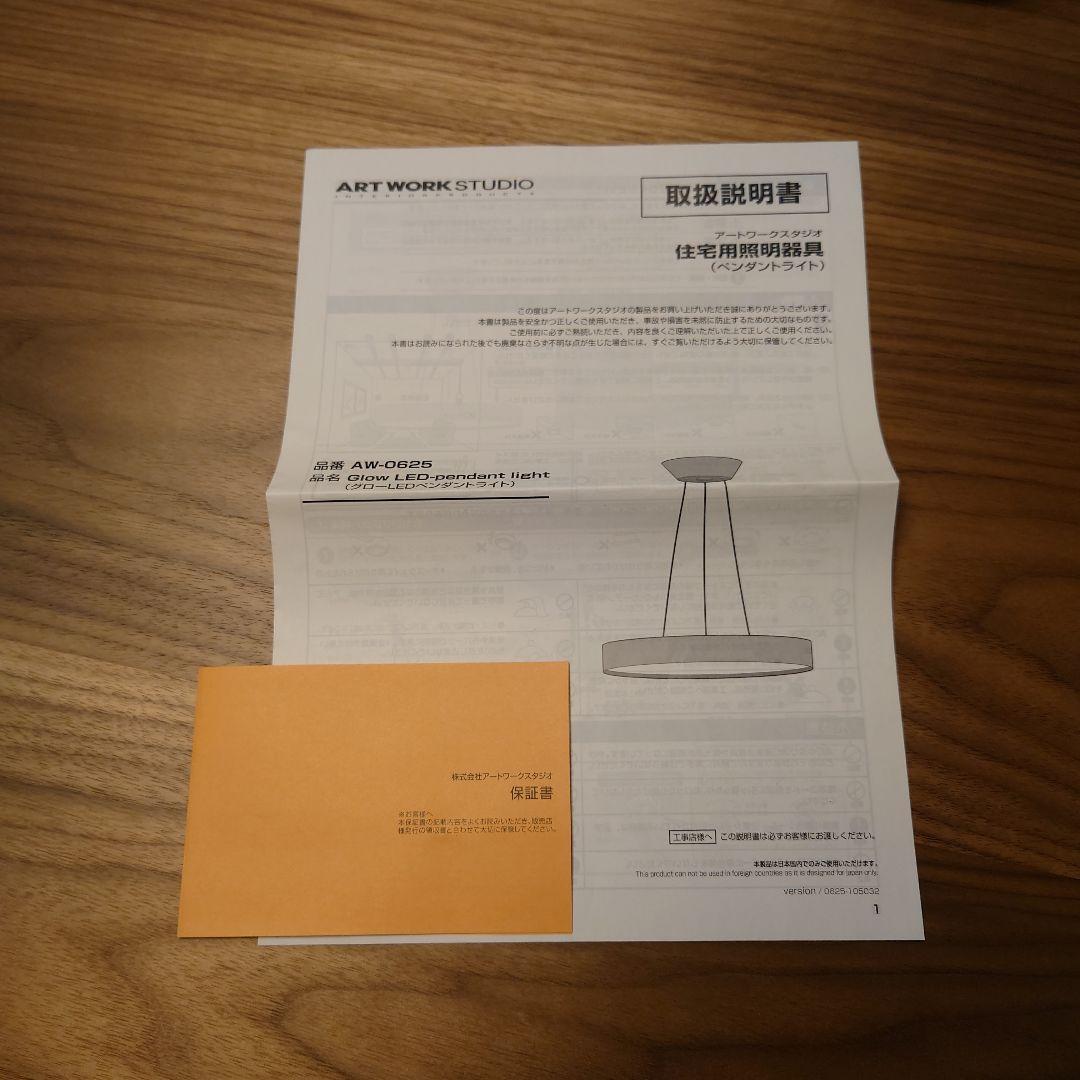 ART WORK STUDIO
INTERIOR PRODUCTS
取扱説明書
アートワークスタジオ
住宅用照明器具
(ペンダントライト)
この度はアートワークスタジオの製品をお買い上げいただき誠にありがとうございます。
本書は製品を安全かつ正しくご使用いただき、事故や損害を未然に防止するための大切なものです。
ご使用前に必ずご熟読いただき、内容を良くご理解いただいた上で正しくご使用ください。
本書はお読みになられた後でも廃棄なさらず不明な点が生じた場合には、すぐご覧いただけるよう大切に保管してください。
品番 AW-0625
品名 Glow LED-pendant light
(グローLEDペンダントライト)
株式会社アートワークスタジオ
保証書
※お客様へ
本保証書の記載内容をよくお読みいただき、販売店
様発行の領収書と合わせて大切に保管してください。
工事店様へ この説明書は必ずお客様にお渡しください。
本製品は日本国内でのみご使用いただけます。
This product can not be used in foreign countries as it is designed for japan only.
version / 0625-105032
1